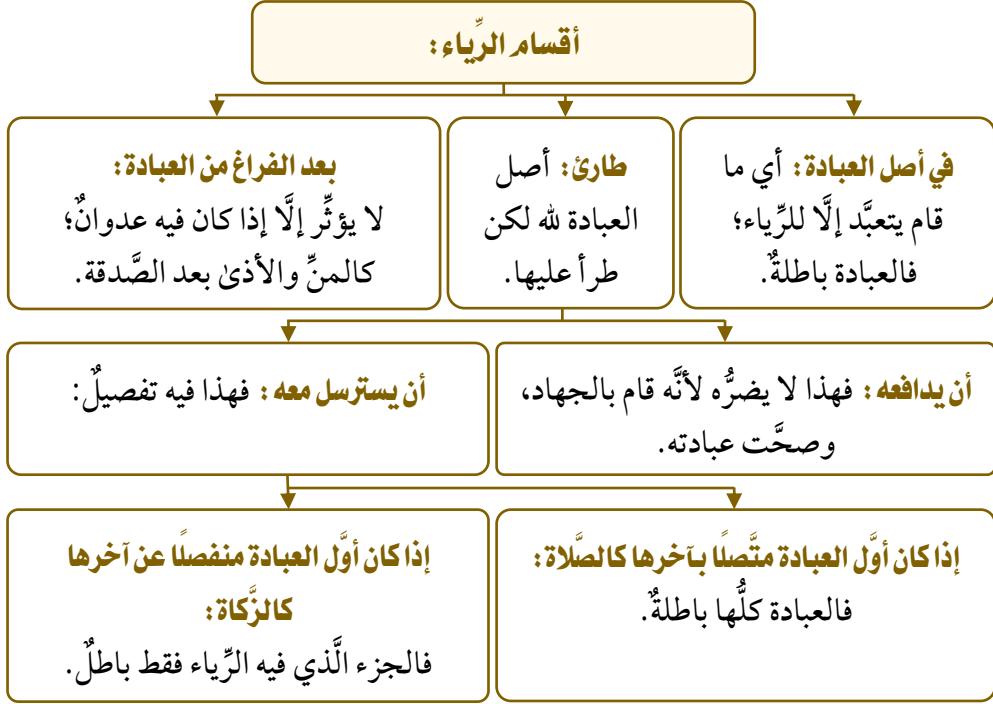 أقسام الرِّياء:
في أصل العبادة: أي ما
قام يتعبَّد إلَّا للرِّياء؛
فالعبادة باطلةٌ.
طارئ: أصل
العبادة لله لكن
طرأ عليها.
بعد الفراغ من العبادة:
لا يؤثِّر إلَّا إذا كان فيه عدوانٌ؛
كالمنِّ والأذىٰ بعد الصَّدقة.
أن يدافعه: فهذا لا يضرُّه لأنَّه قام بالجهاد،
وصحَّت عبادته.
أن يسترسل معه: فهذا فيه تفصيلٌ:
إذا كان أوَّل العبادة متَّصلًا بآخرها كالصَّلاة:
فالعبادة كلُّها باطلةٌ.
إذا كان أوَّل العبادة منفصلًا عن آخرها
كالزَّكاة:
فالجزء الَّذي فيه الرِّياء فقط باطلٌ.